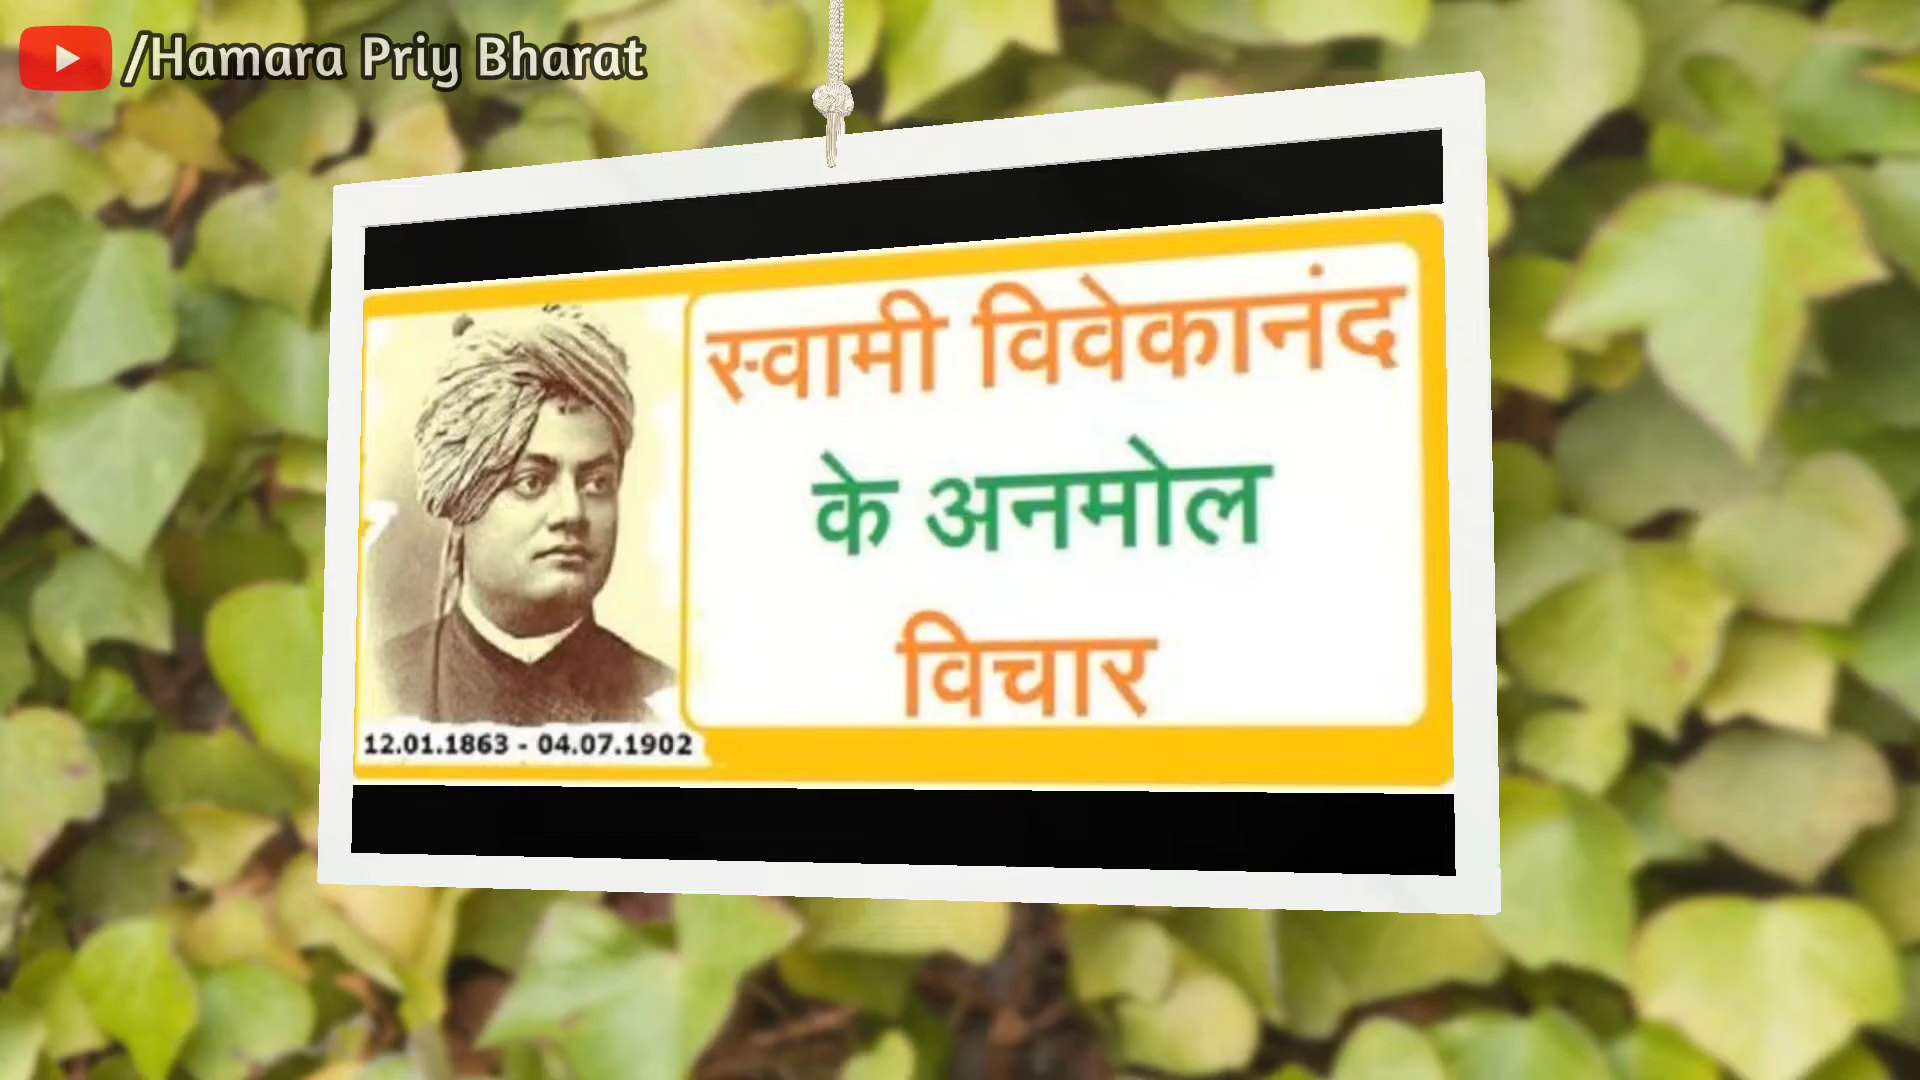 /Hamara Priy Bharat
स्वामी विवेकानंद
के अनमोल
विचार
12.01.1863 - 04.07.1902